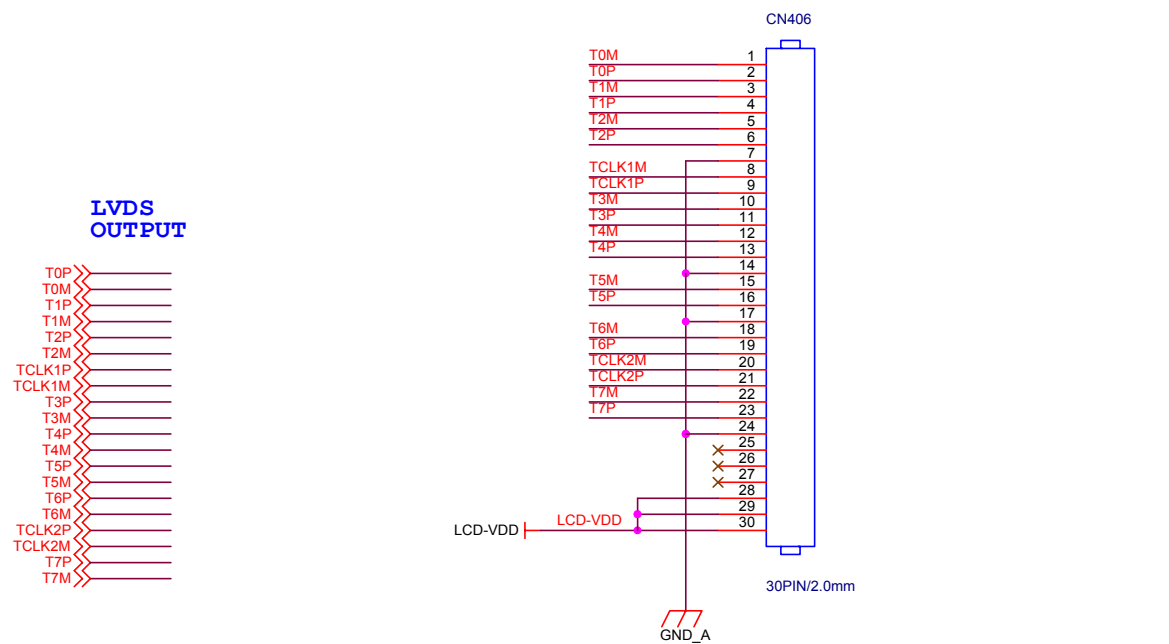 CN406
T0M 1
T0P 2
T1M 3
T1P 4
T2M 5
T2P 6
7
TCLK1M 8
TCLK1P 9
T3M 10
T3P 11
T4M 12
T4P 13
14
T5M 15
T5P 16
17
T6M 18
T6P 19
TCLK2M 20
TCLK2P 21
T7M 22
T7P 23
24
25
26
27
28
29
30
LCD-VDD LCD-VDD
30PIN/2.0mm
GND_A
LVDS
OUTPUT
T0P
T0M
T1P
T1M
T2P
T2M
TCLK1P
TCLK1M
T3P
T3M
T4P
T4M
T5P
T5M
T6P
T6M
TCLK2P
TCLK2M
T7P
T7M